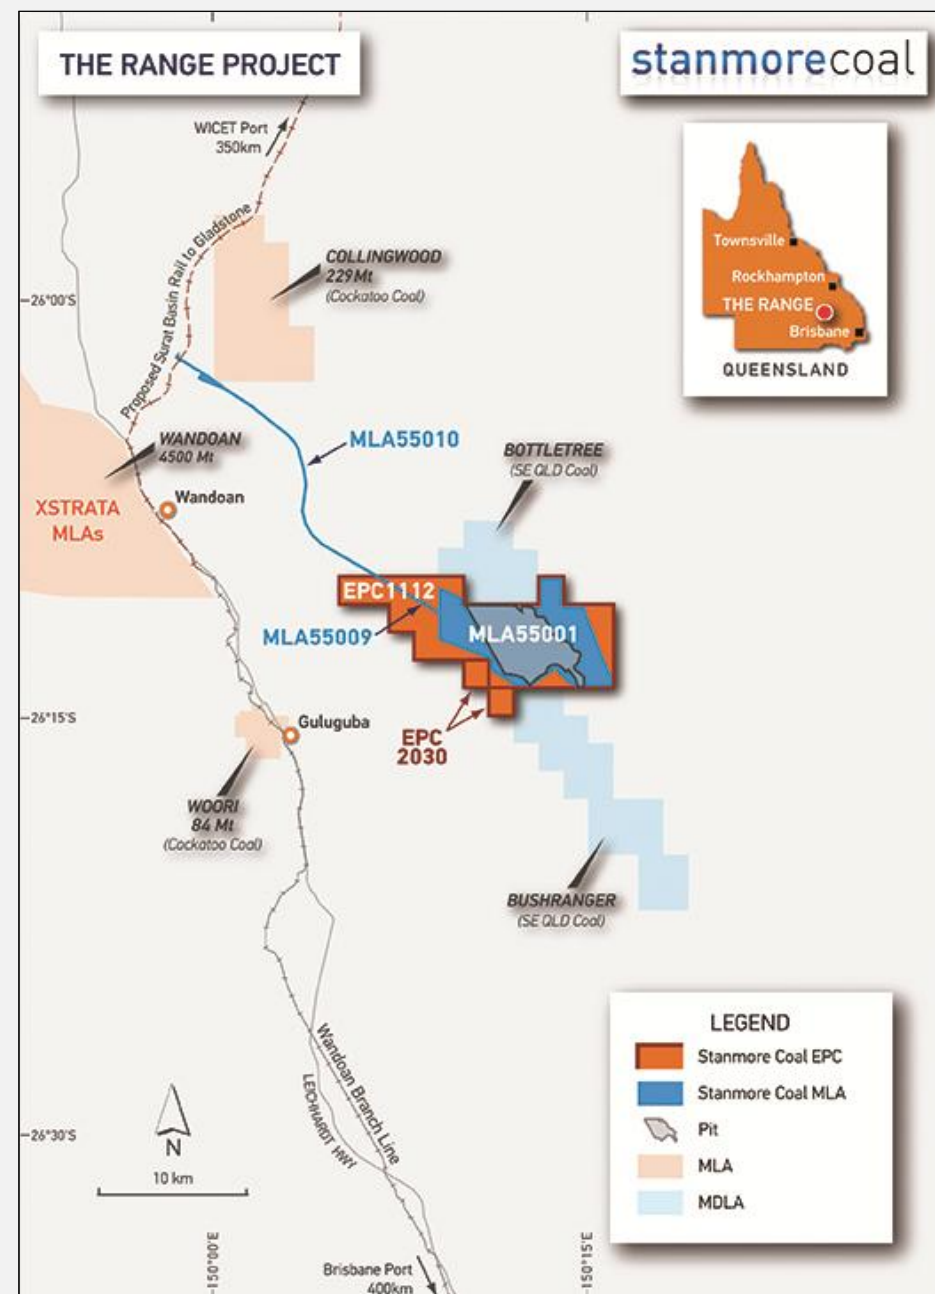 THE RANGE PROJECT
stanmorecoal
WICET Port
350km
Proposed Surat Basin Rail to Gladstone
COLLINGWOOD
229Mt
(Cockatoo Coal)
Townsville
Rockhampton
THE RANGE
Brisbane
QUEENSLAND
26°00'S
WANDOAN
4500 Mt
MLA55010
BOTTLETREE
(SE QLD Coal)
XSTRATA
MLAs
Wandoan
EPC1112
MLA55009
MLA55001
26°15'S
Guluguba
EPC
2030
WOORI
84 Mt
(Cockatoo Coal)
BUSHRANGER
(SE QLD Coal)
LEGEND
Stanmore Coal EPC
Stanmore Coal MLA
Pit
MLA
MDLA
Wandoan Branch Line
LEICHHARDT HWY
26°30'S
N
10 km
150°00'E
150°15'E
Brisbane Port
400km